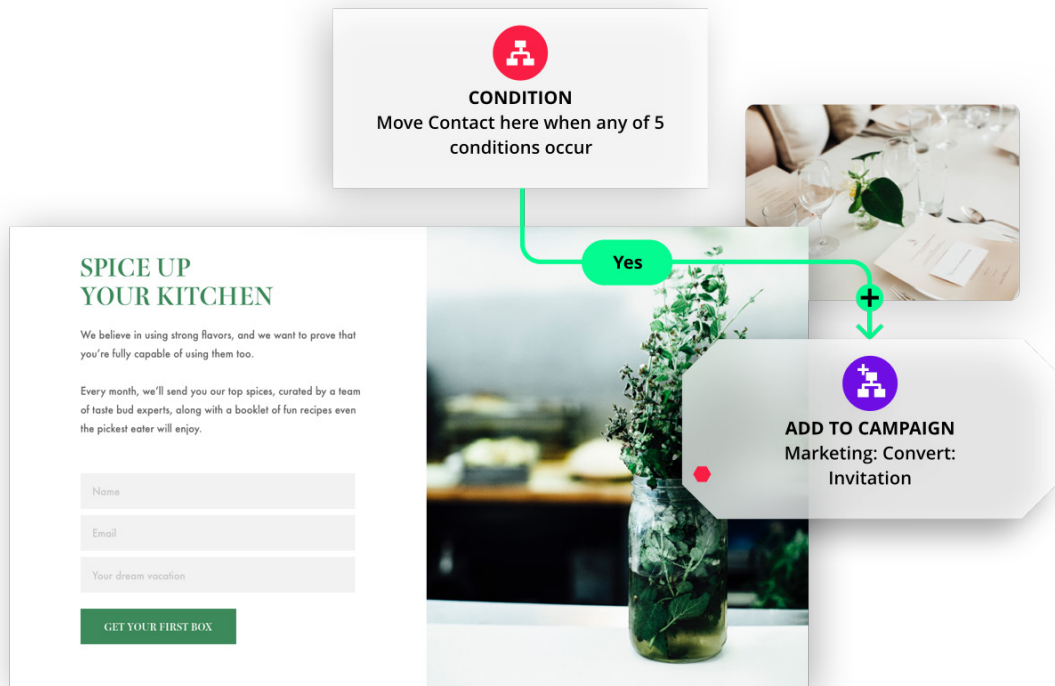 CONDITION
Move Contact here when any of 5
conditions occur
Yes
SPICE UP
YOUR KITCHEN
We believe in using strong flavors, and we want to prove that
you're fully capable of using them too.
Every month, we'll send you our top spices, curated by a team
of taste bud experts, along with a booklet of fun recipes even
the pickest eater will enjoy.
Name
Email
Your dream vacation
GET YOUR FIRST BOX
ADD TO CAMPAIGN
Marketing: Convert:
Invitation